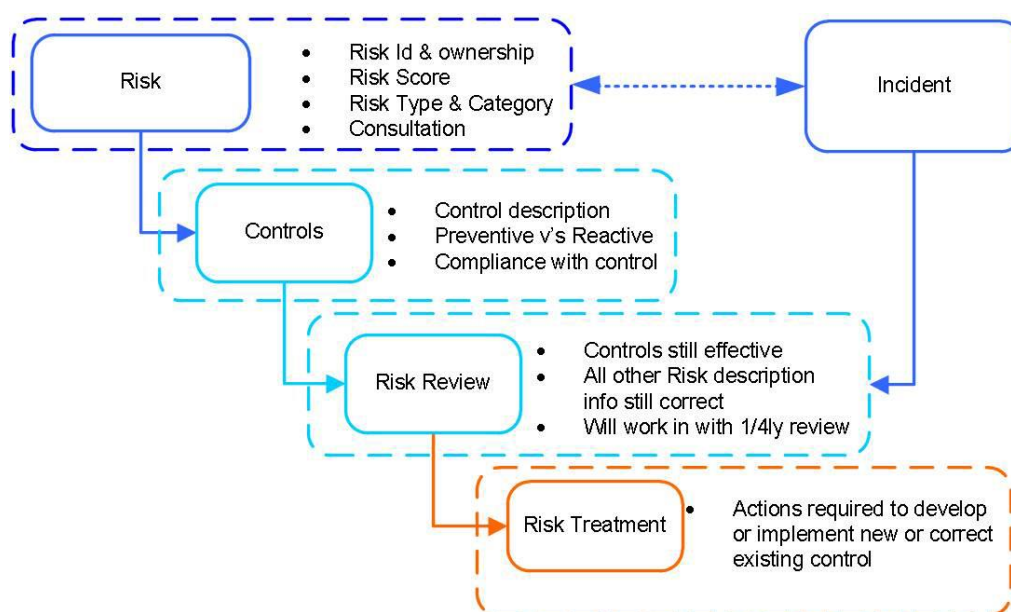 Risk
• Risk Id & ownership
• Risk Score
• Risk Type & Category
• Consultation
Incident
Controls
• Control description
• Preventive v's Reactive
• Compliance with control
Risk Review
• Controls still effective
• All other Risk description
info still correct
• Will work in with 1/4ly review
Risk Treatment
• Actions required to develop
or implement new or correct
existing control